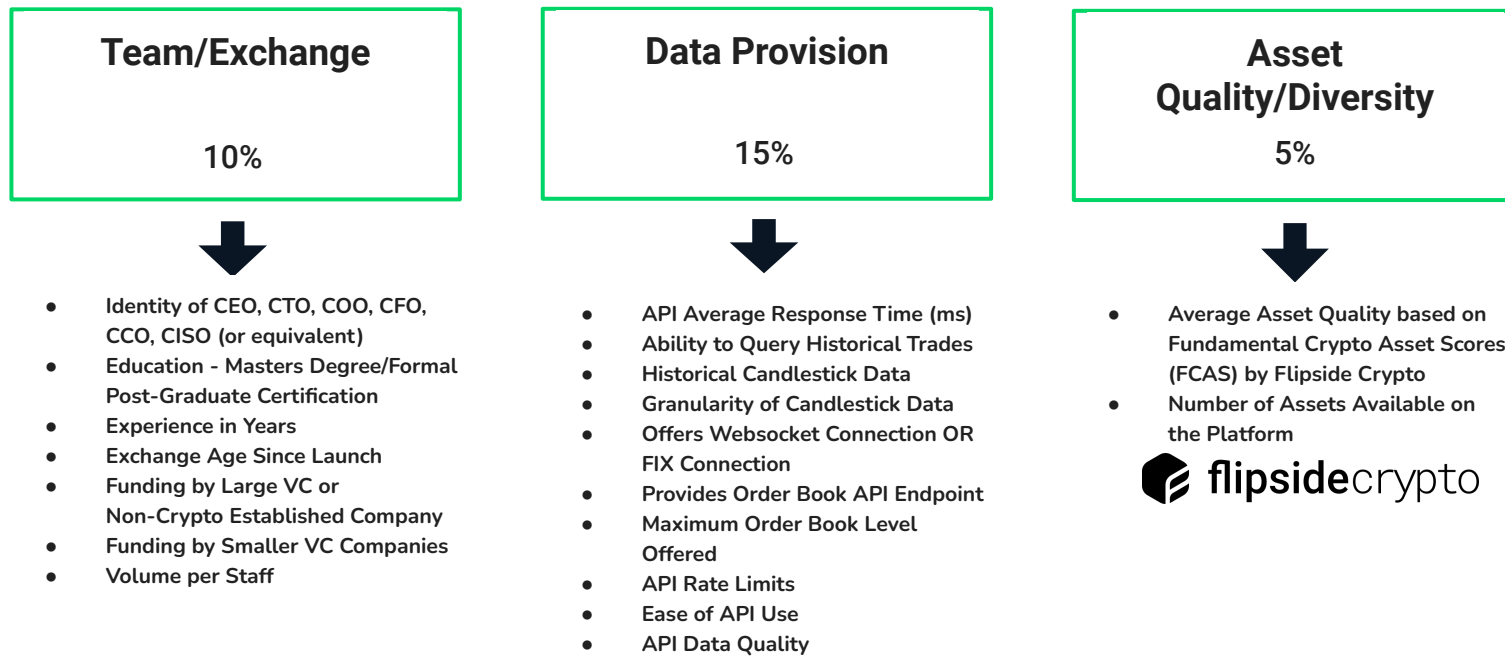 Team/Exchange
10%
● Identity of CEO, CTO, COO, CFO,
CCO, CISO (or equivalent)
● Education - Masters Degree/Formal
Post-Graduate Certification
● Experience in Years
● Exchange Age Since Launch
● Funding by Large VC or
Non-Crypto Established Company
● Funding by Smaller VC Companies
● Volume per Staff
Data Provision
15%
● API Average Response Time (ms)
● Ability to Query Historical Trades
● Historical Candlestick Data
● Granularity of Candlestick Data
● Offers Websocket Connection OR
FIX Connection
● Provides Order Book API Endpoint
● Maximum Order Book Level
Offered
● API Rate Limits
● Ease of API Use
● API Data Quality
Asset
Quality/Diversity
5%
● Average Asset Quality based on
Fundamental Crypto Asset Scores
(FCAS) by Flipside Crypto
● Number of Assets Available on
the Platform
flipsidecrypto